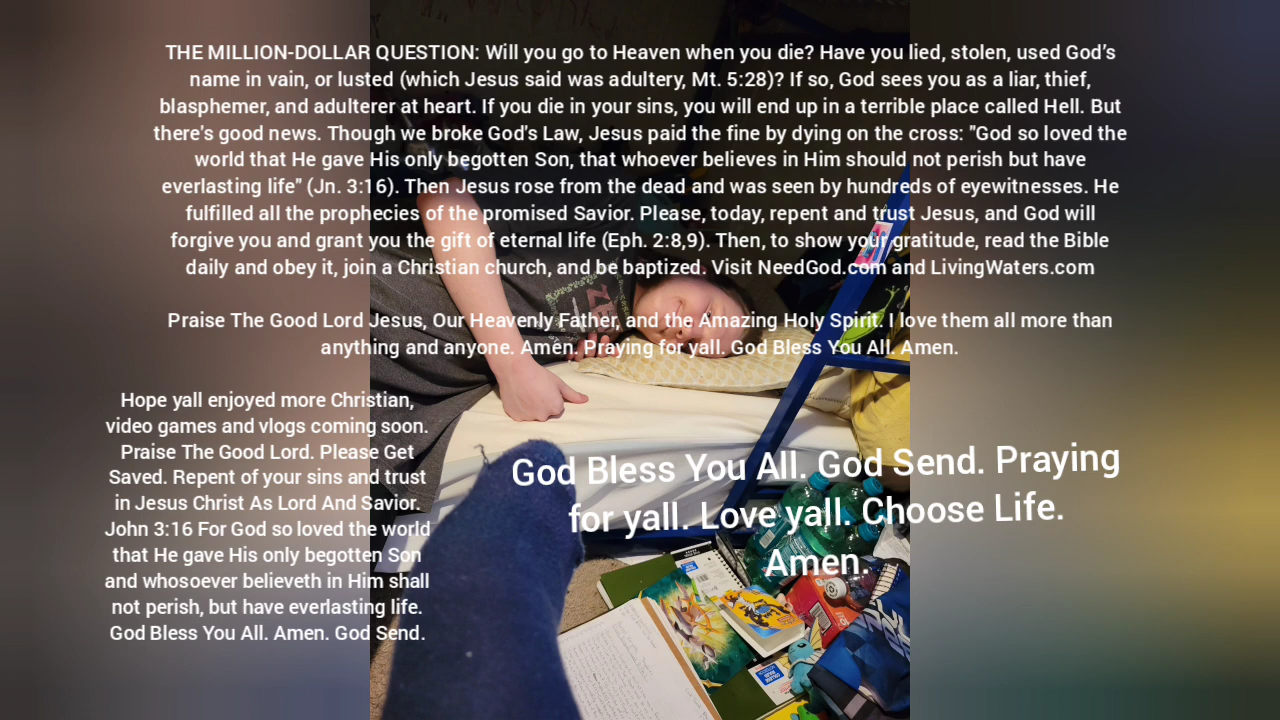 THE MILLION-DOLLAR QUESTION: Will you go to Heaven when you die? Have you lied, stolen, used God's
name in vain, or lusted (which Jesus said was adultery, Mt. 5:28)? If so, God sees you as a liar, thief,
blasphemer, and adulterer at heart. If you die in your sins, you will end up in a terrible place called Hell. But
there's good news. Though we broke God's Law, Jesus paid the fine by dying on the cross: "God so loved the
world that He gave His only begotten Son, that whoever believes in Him should not perish but have
everlasting life" (Jn. 3:16). Then Jesus rose from the dead and was seen by hundreds of eyewitnesses. He
fulfilled all the prophecies of the promised Savior. Please, today, repent and trust Jesus, and God will
forgive you and grant you the gift of eternal life (Eph. 2:8,9). Then, to show your gratitude, read the Bible
daily and obey it, join a Christian church, and be baptized. Visit NeedGod.com and LivingWaters.com
Praise The Good Lord Jesus, Our Heavenly Father, and the Amazing Holy Spirit. I love them all more than
anything and anyone. Amen. Praying for yall. God Bless You All. Amen.
Hope yall enjoyed more Christian,
video games and vlogs coming soon.
Praise The Good Lord. Please Get
Saved. Repent of your sins and trust
in Jesus Christ As Lord And Savior.
John 3:16 For God so loved the world
that He gave His only begotten Son
and whosoever believeth in Him shall
not perish, but have everlasting life.
God Bless You All. Amen. God Send.
God Bless You All. God Send. Praying
for yall. Love yall. Choose Life.
Amen.